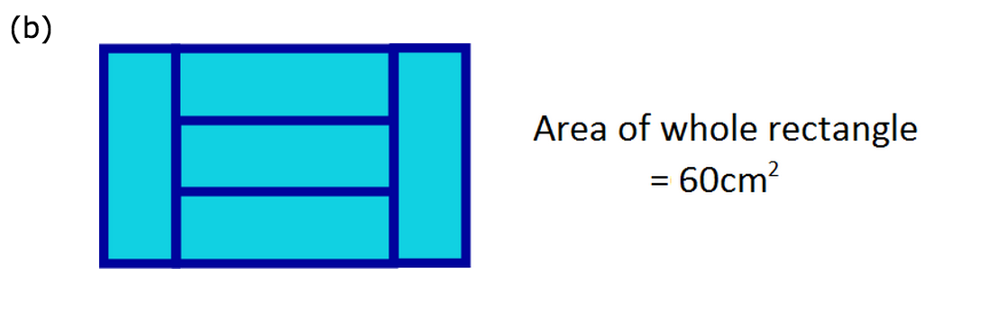 (b)
Area of whole rectangle
= 60cm²